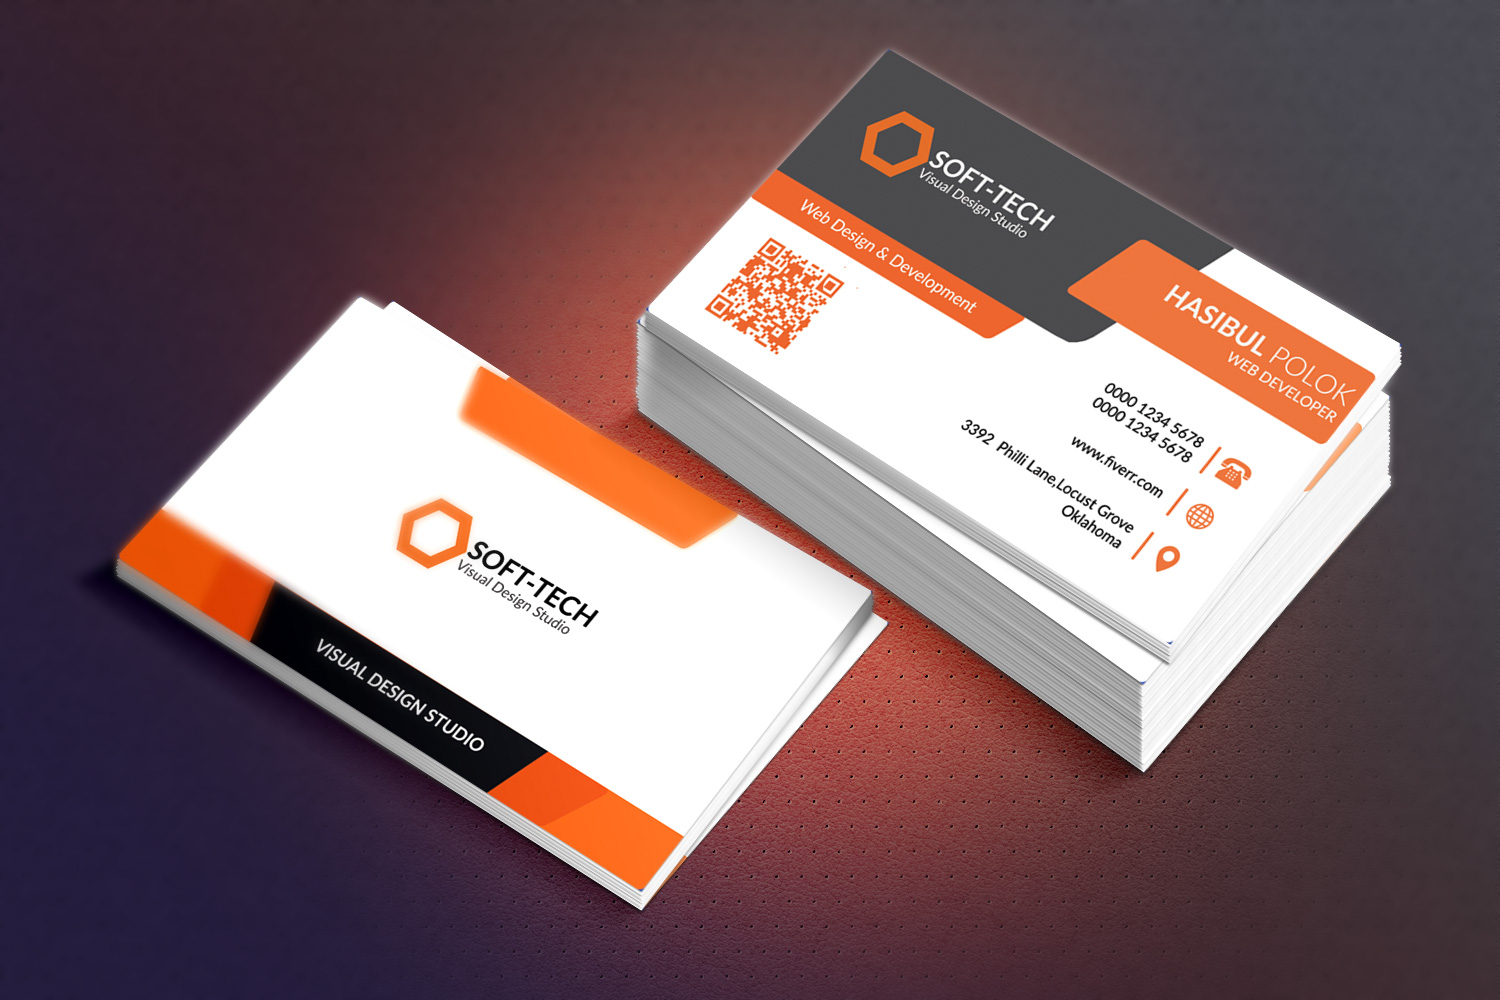 SOFT-TECH
Visual Design Studio
Web Design & Development
HASIBUL POLOK
WEB DEVELOPER
0000 1234 5678
0000 1234 5678
www.fiverr.com
3392 Philli Lane,Locust Grove
Oklahoma
SOFT-TECH
Visual Design Studio
VISUAL DESIGN STUDIO